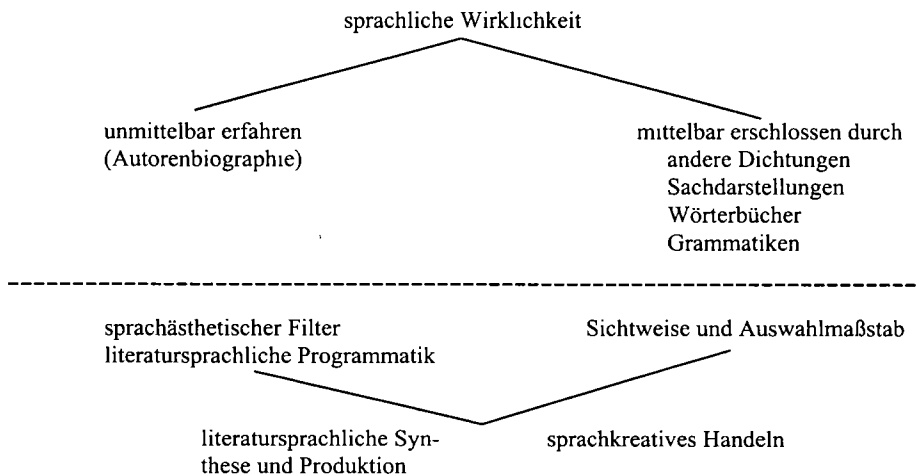 sprachliche Wirklichkeit
unmittelbar erfahren
(Autorenbiographie)
mittelbar erschlossen durch
andere Dichtungen
Sachdarstellungen
Wörterbücher
Grammatiken
sprachästhetischer Filter
literatursprachliche Programmatik
Sichtweise und Auswahlmaßstab
literatursprachliche Syn-
these und Produktion
sprachkreatives Handeln